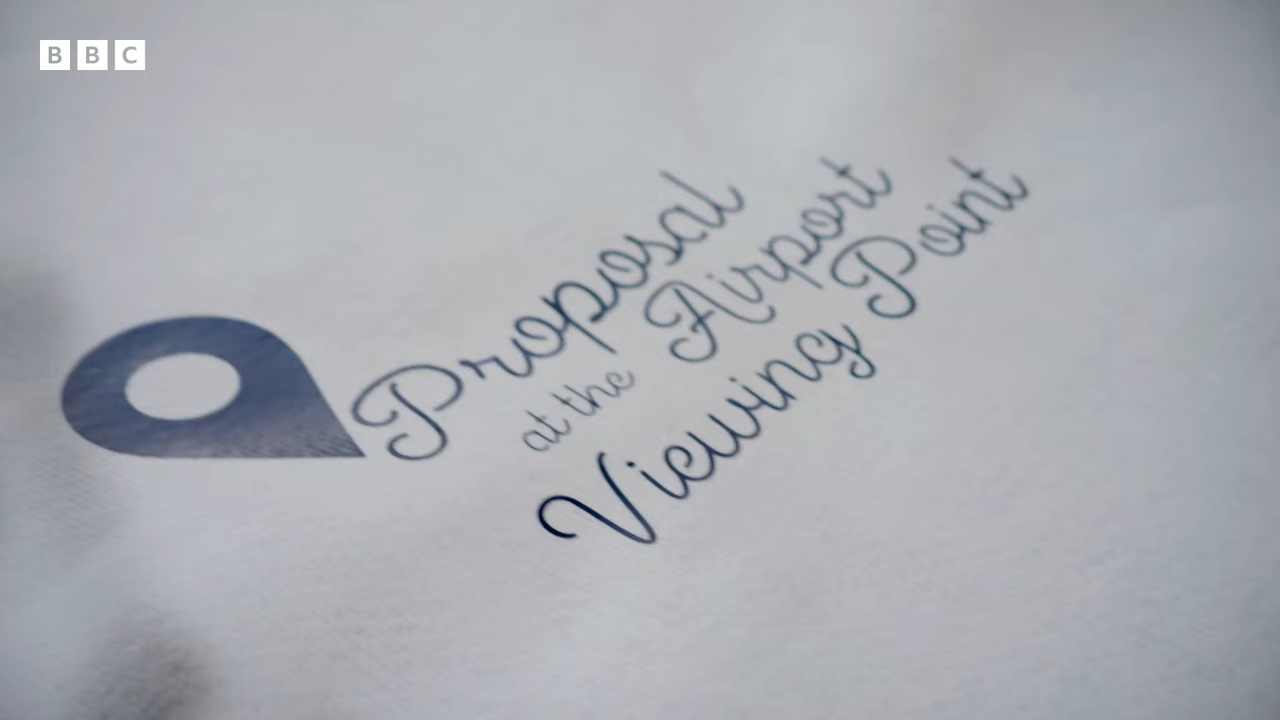 BBC
Proposal
at the Airport
Viewing Point